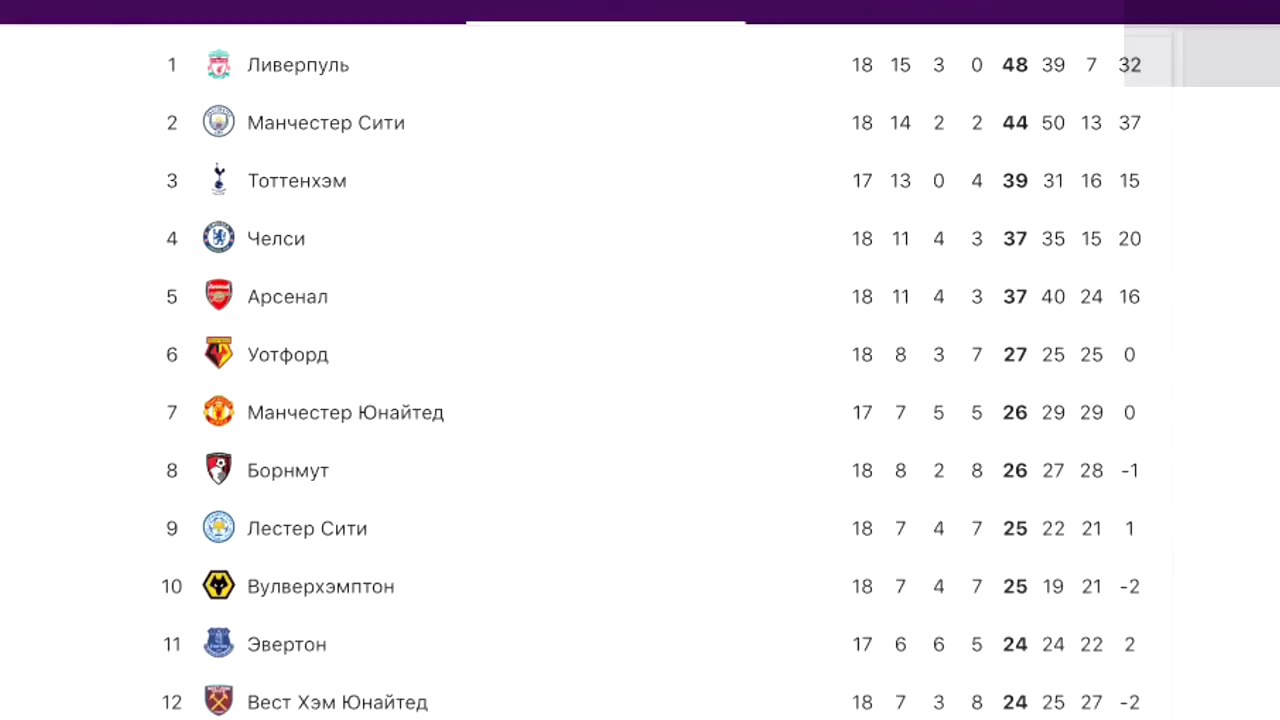 1 Ливерпуль 18 15 3 0 48 39 7 32
2 Манчестер Сити 18 14 2 2 44 50 13 37
3 Тоттенхэм 17 13 0 4 39 31 16 15
4 Челси 18 11 4 3 37 35 15 20
5 Арсенал 18 11 4 3 37 40 24 16
6 Уотфорд 18 8 3 7 27 25 25 0
7 Манчестер Юнайтед 17 7 5 5 26 29 29 0
8 Борнмут 18 8 2 8 26 27 28 -1
9 Лестер Сити 18 7 4 7 25 22 21 1
10 Вулверхэмптон 18 7 4 7 25 19 21 -2
11 Эвертон 17 6 6 5 24 24 22 2
12 Вест Хэм Юнайтед 18 7 3 8 24 25 27 -2